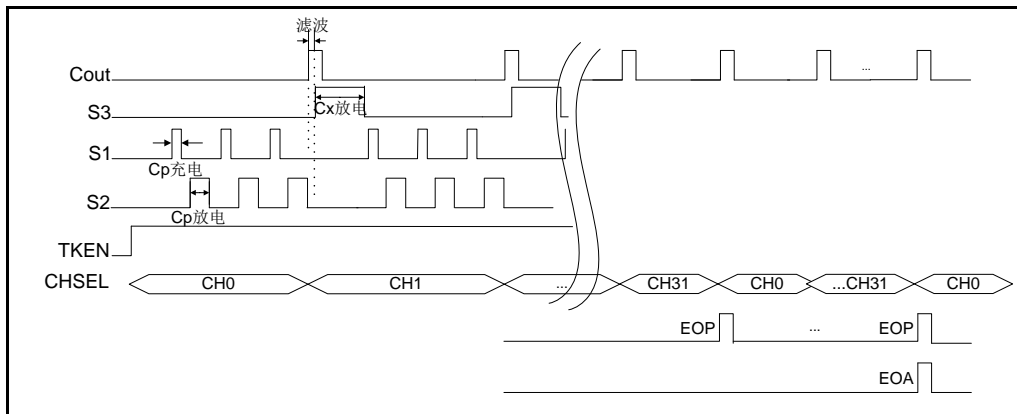 滤波
Cout
...
S3
Cx放电
S1
Cp充电
S2
Cp放电
TKEN
CHSEL
CH0
CH1
...
CH31
CH0
...CH31
CH0
EOP
...
EOP
EOA